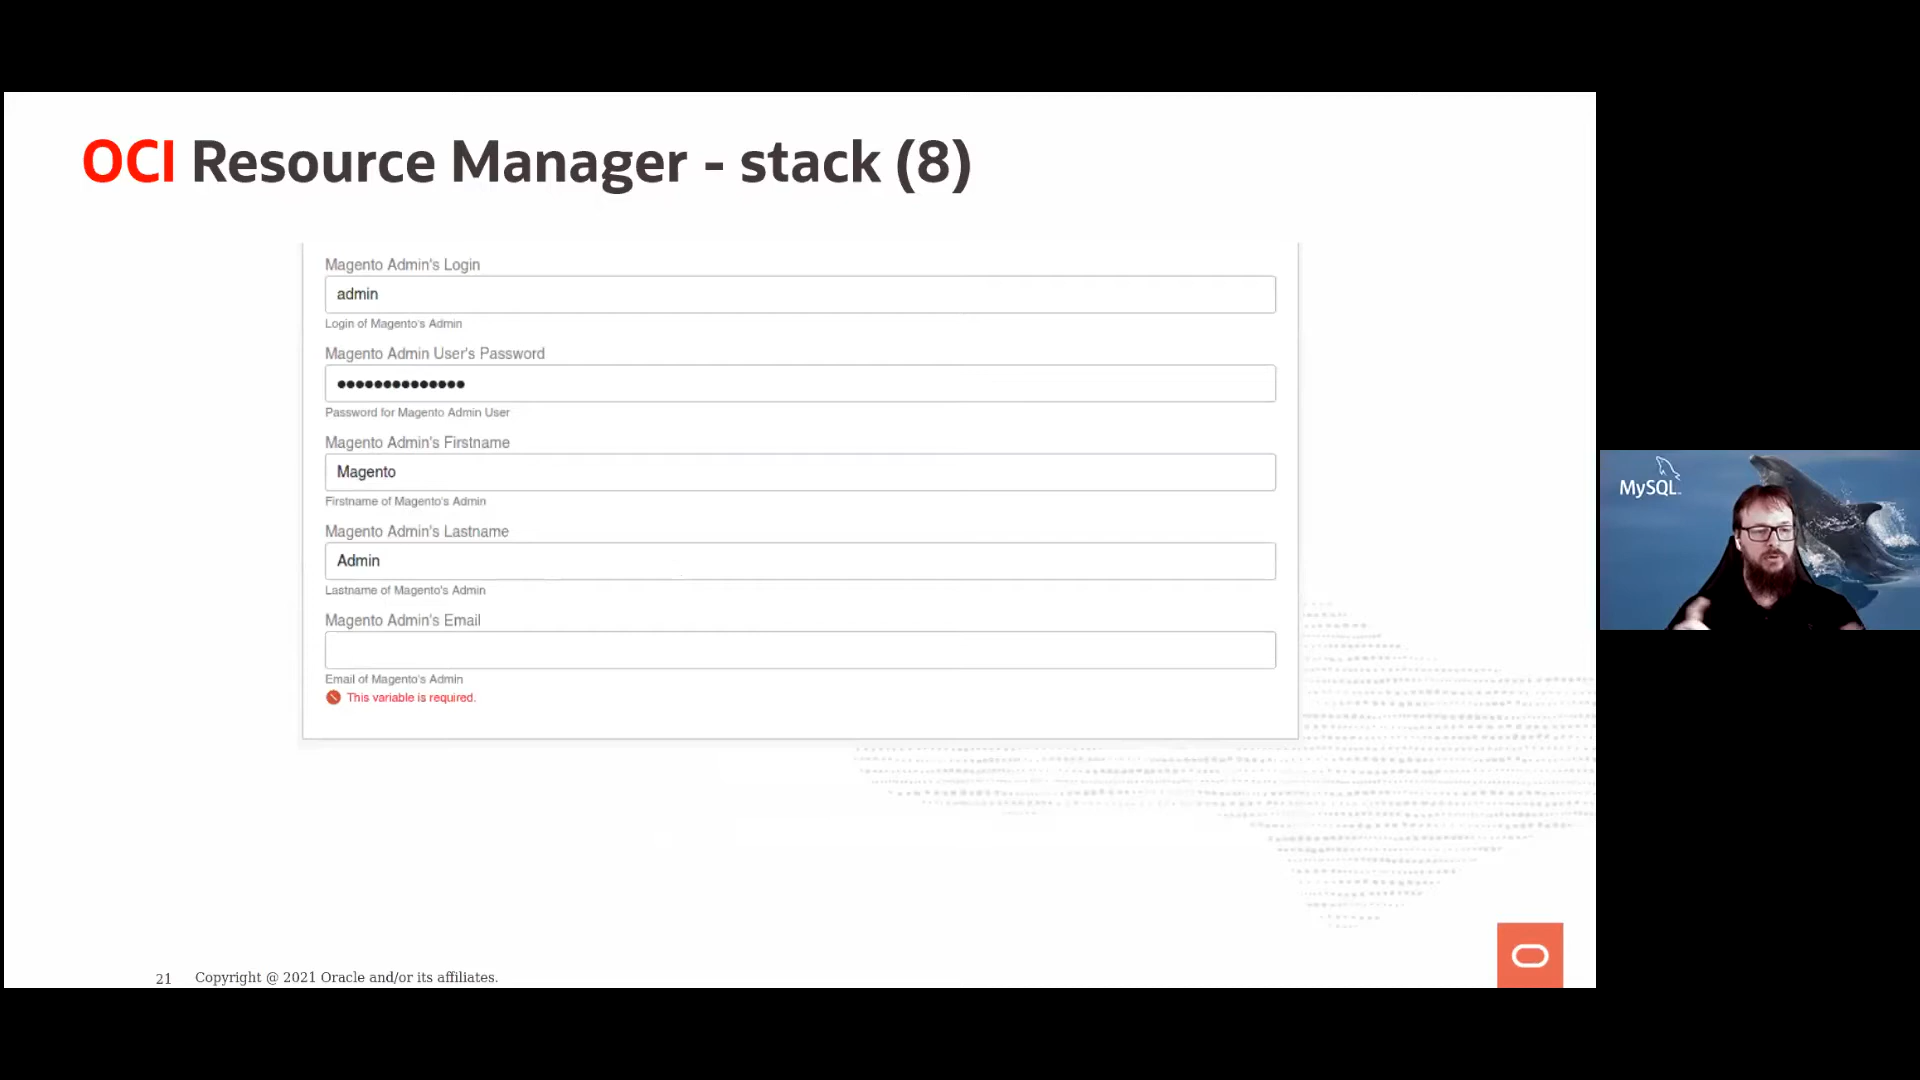 OCI Resource Manager - stack (8)
Magento Admin's Login
admin
Login of Magento's Admin
Magento Admin User's Password
●●●●●●●●●●●●●●
Password for Magento Admin User
Magento Admin's Firstname
Magento
Firstname of Magento's Admin
Magento Admin's Lastname
Admin
Lastname of Magento's Admin
Magento Admin's Email
Email of Magento's Admin
This variable is required.
MySQL
21 Copyright @ 2021 Oracle and/or its affiliates.